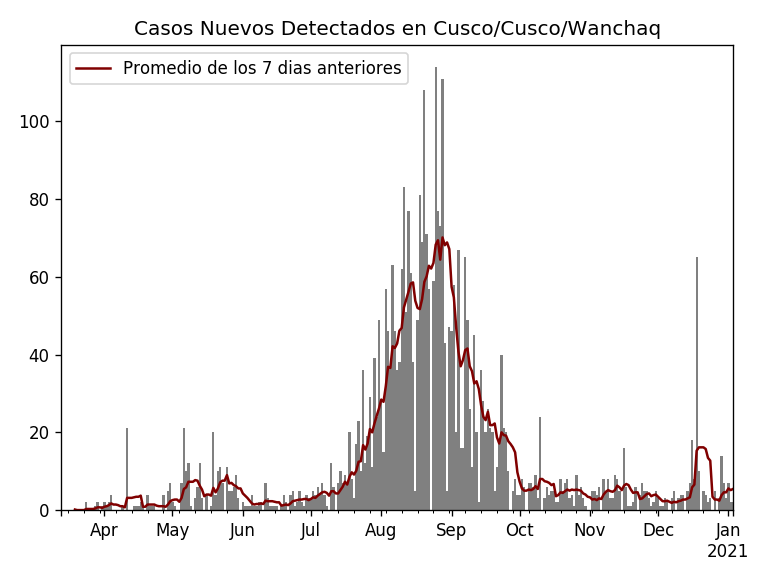 Casos Nuevos Detectados en Cusco/Cusco/Wanchaq
Promedio de los 7 dias anteriores
100
80
60
40
20
0
Apr May Jun Jul Aug Sep Oct Nov Dec Jan
2021